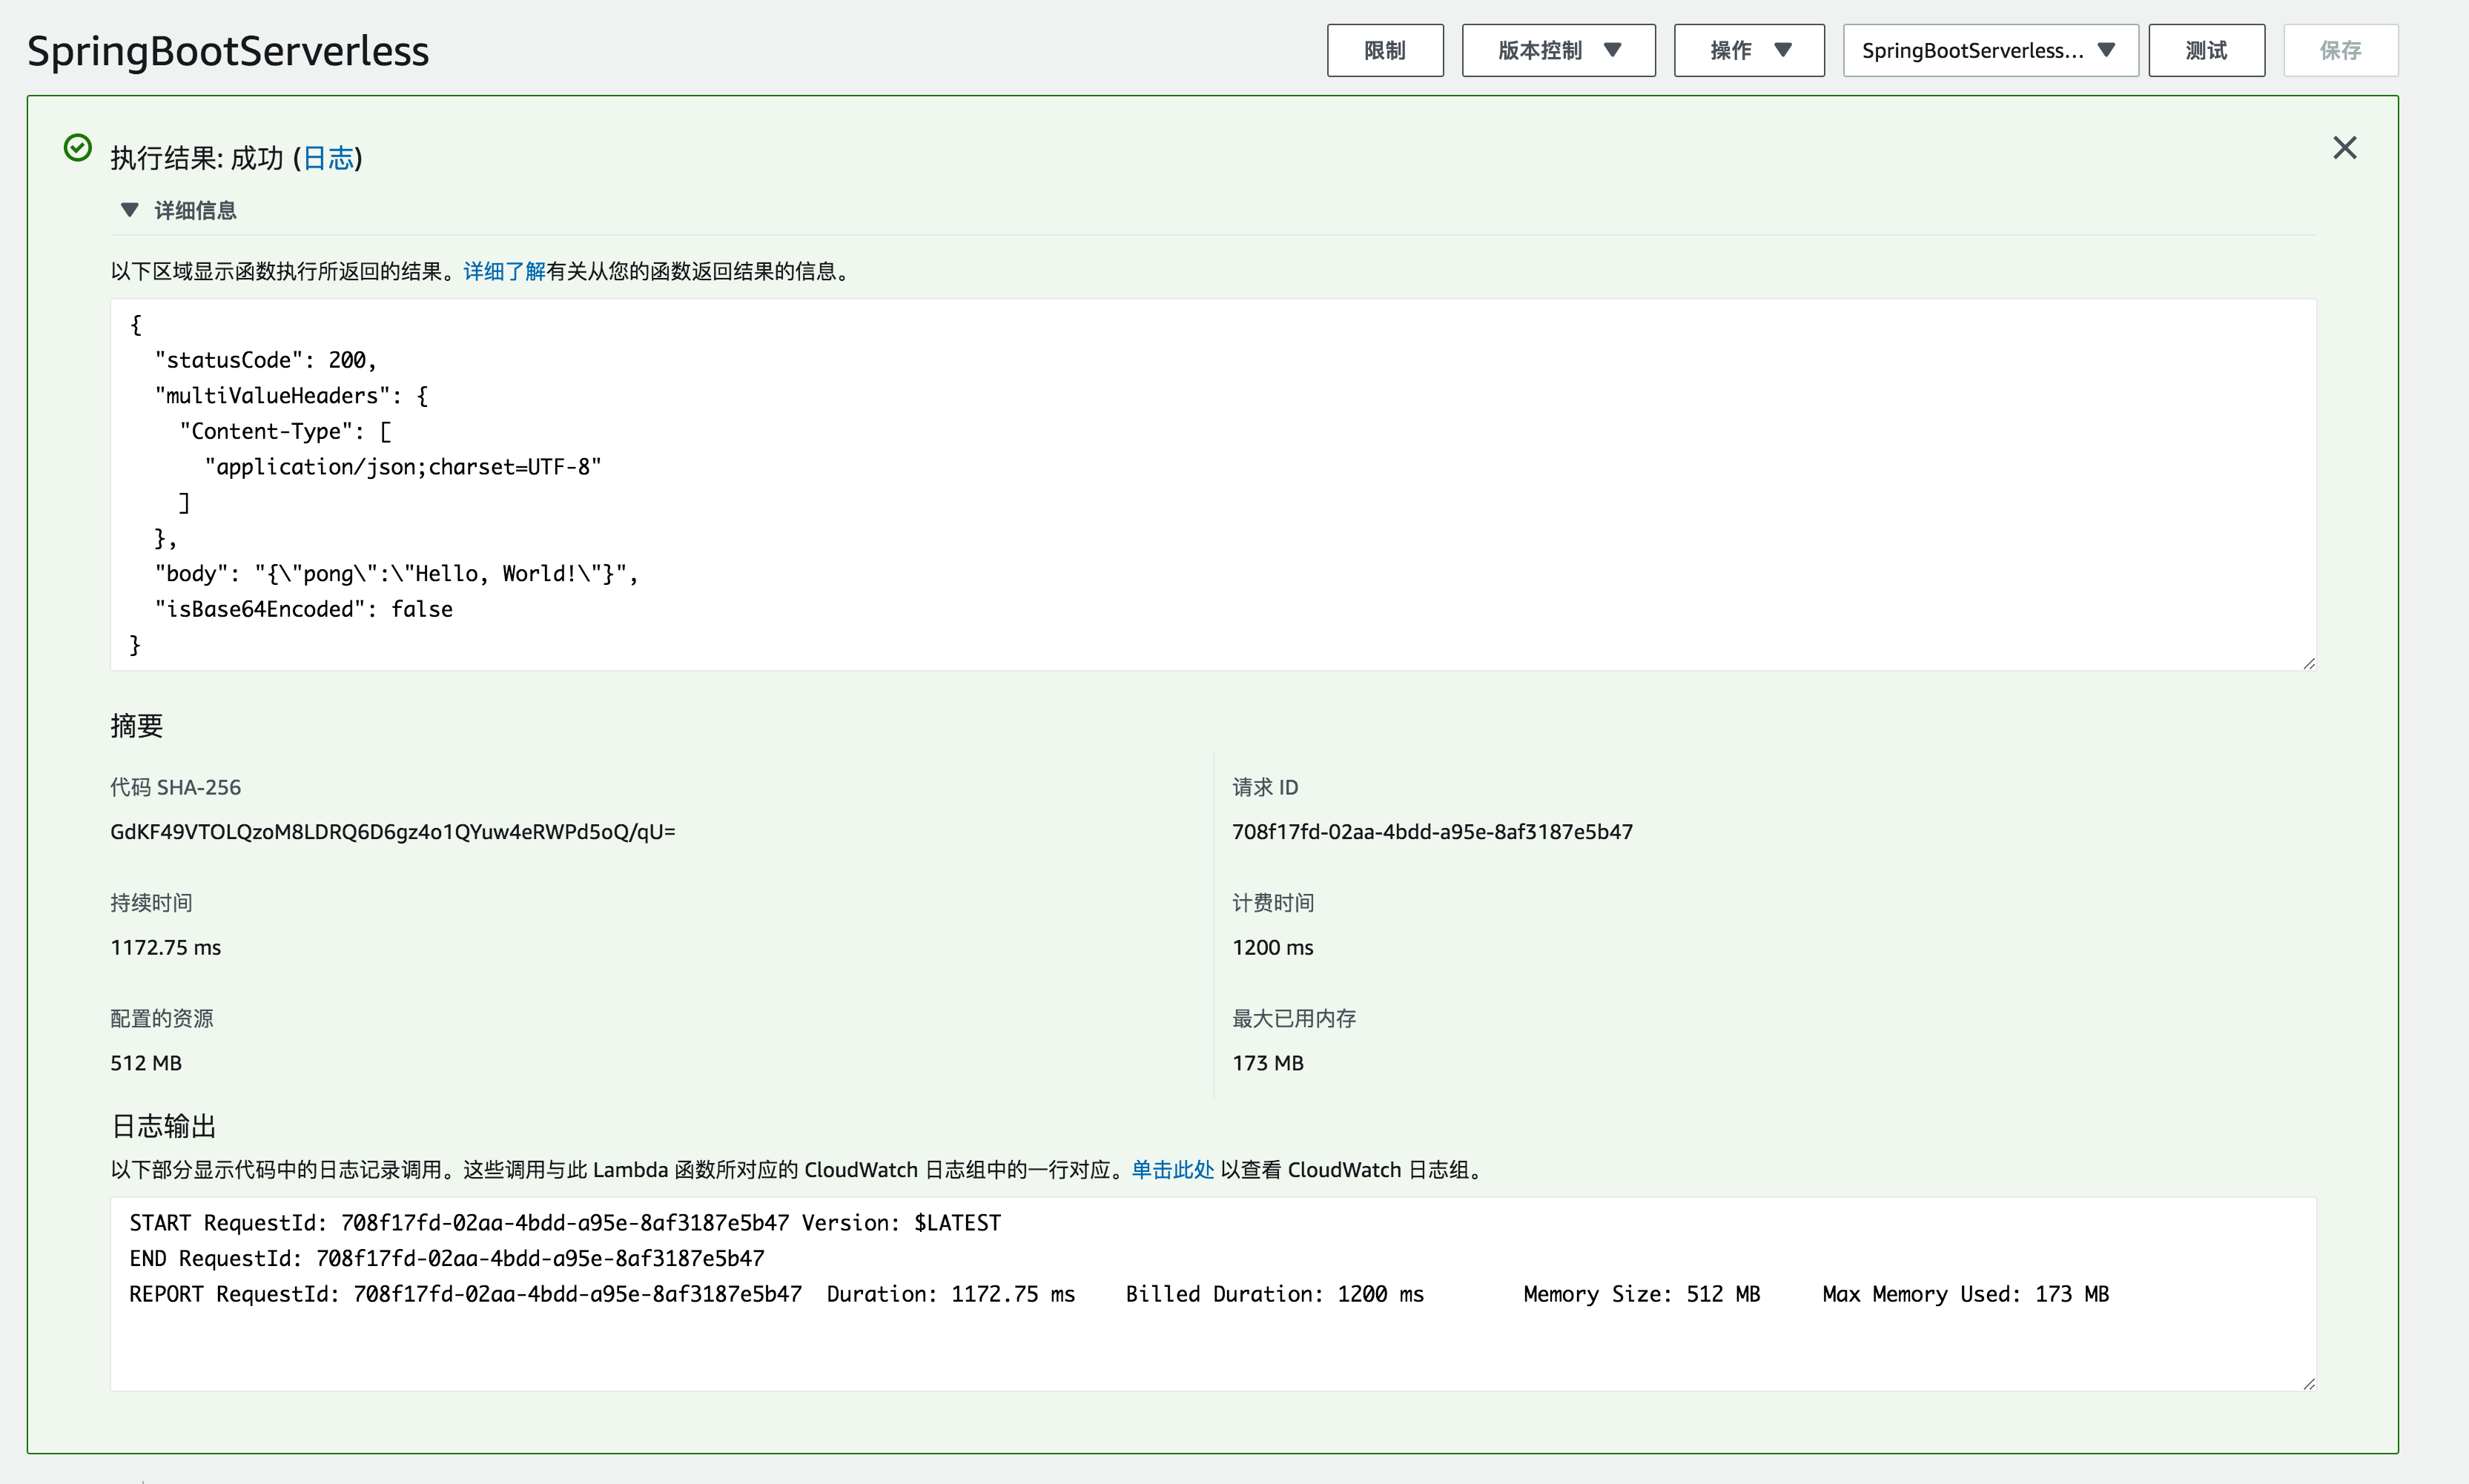 SpringBootServerless
限制
版本控制
操作
SpringBootServerless...
测试
保存
执行结果: 成功 (日志)
详细信息
以下区域显示函数执行所返回的结果。详细了解有关从您的函数返回结果的信息。
{
  "statusCode": 200,
  "multiValueHeaders": {
    "Content-Type": [
      "application/json;charset=UTF-8"
    ]
  },
  "body": "{\"pong\":\"Hello, World!\"}",
  "isBase64Encoded": false
}
摘要
代码 SHA-256
GdKF49VTOLQzoM8LDRQ6D6gz4o1QYuw4eRWPd5oQ/qU=
请求 ID
708f17fd-02aa-4bdd-a95e-8af3187e5b47
持续时间
1172.75 ms
计费时间
1200 ms
配置的资源
512 MB
最大已用内存
173 MB
日志输出
以下部分显示代码中的日志记录调用。这些调用与此 Lambda 函数所对应的 CloudWatch 日志组中的一行对应。单击此处 以查看 CloudWatch 日志组。
START RequestId: 708f17fd-02aa-4bdd-a95e-8af3187e5b47 Version: $LATEST
END RequestId: 708f17fd-02aa-4bdd-a95e-8af3187e5b47
REPORT RequestId: 708f17fd-02aa-4bdd-a95e-8af3187e5b47  Duration: 1172.75 ms    Billed Duration: 1200 ms        Memory Size: 512 MB     Max Memory Used: 173 MB